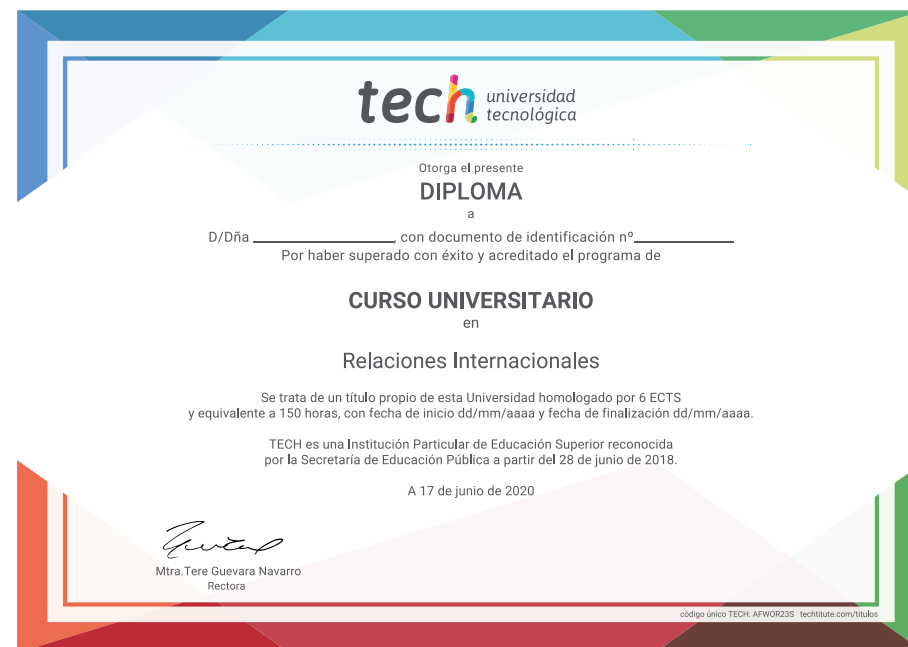 tech universidad
tecnológica
Otorga el presente
DIPLOMA
a
D/Dña ____________________, con documento de identificación nº______________
Por haber superado con éxito y acreditado el programa de
CURSO UNIVERSITARIO
en
Relaciones Internacionales
Se trata de un título propio de esta Universidad homologado por 6 ECTS
y equivalente a 150 horas, con fecha de inicio dd/mm/aaaa y fecha de finalización dd/mm/aaaa.
TECH es una Institución Particular de Educación Superior reconocida
por la Secretaría de Educación Pública a partir del 28 de junio de 2018.
A 17 de junio de 2020
Mtra.Tere Guevara Navarro
Rectora
código único TECH: AFWOR23S techtitute.com/titulos